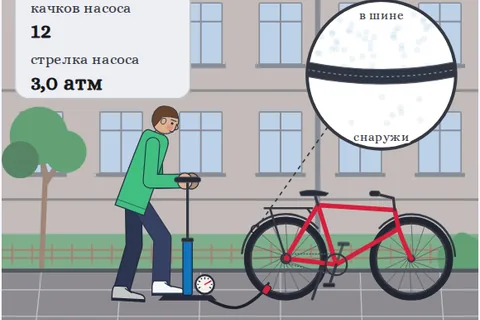 качков насоса
12
стрелка насоса
3,0 атм
в шине
снаружи